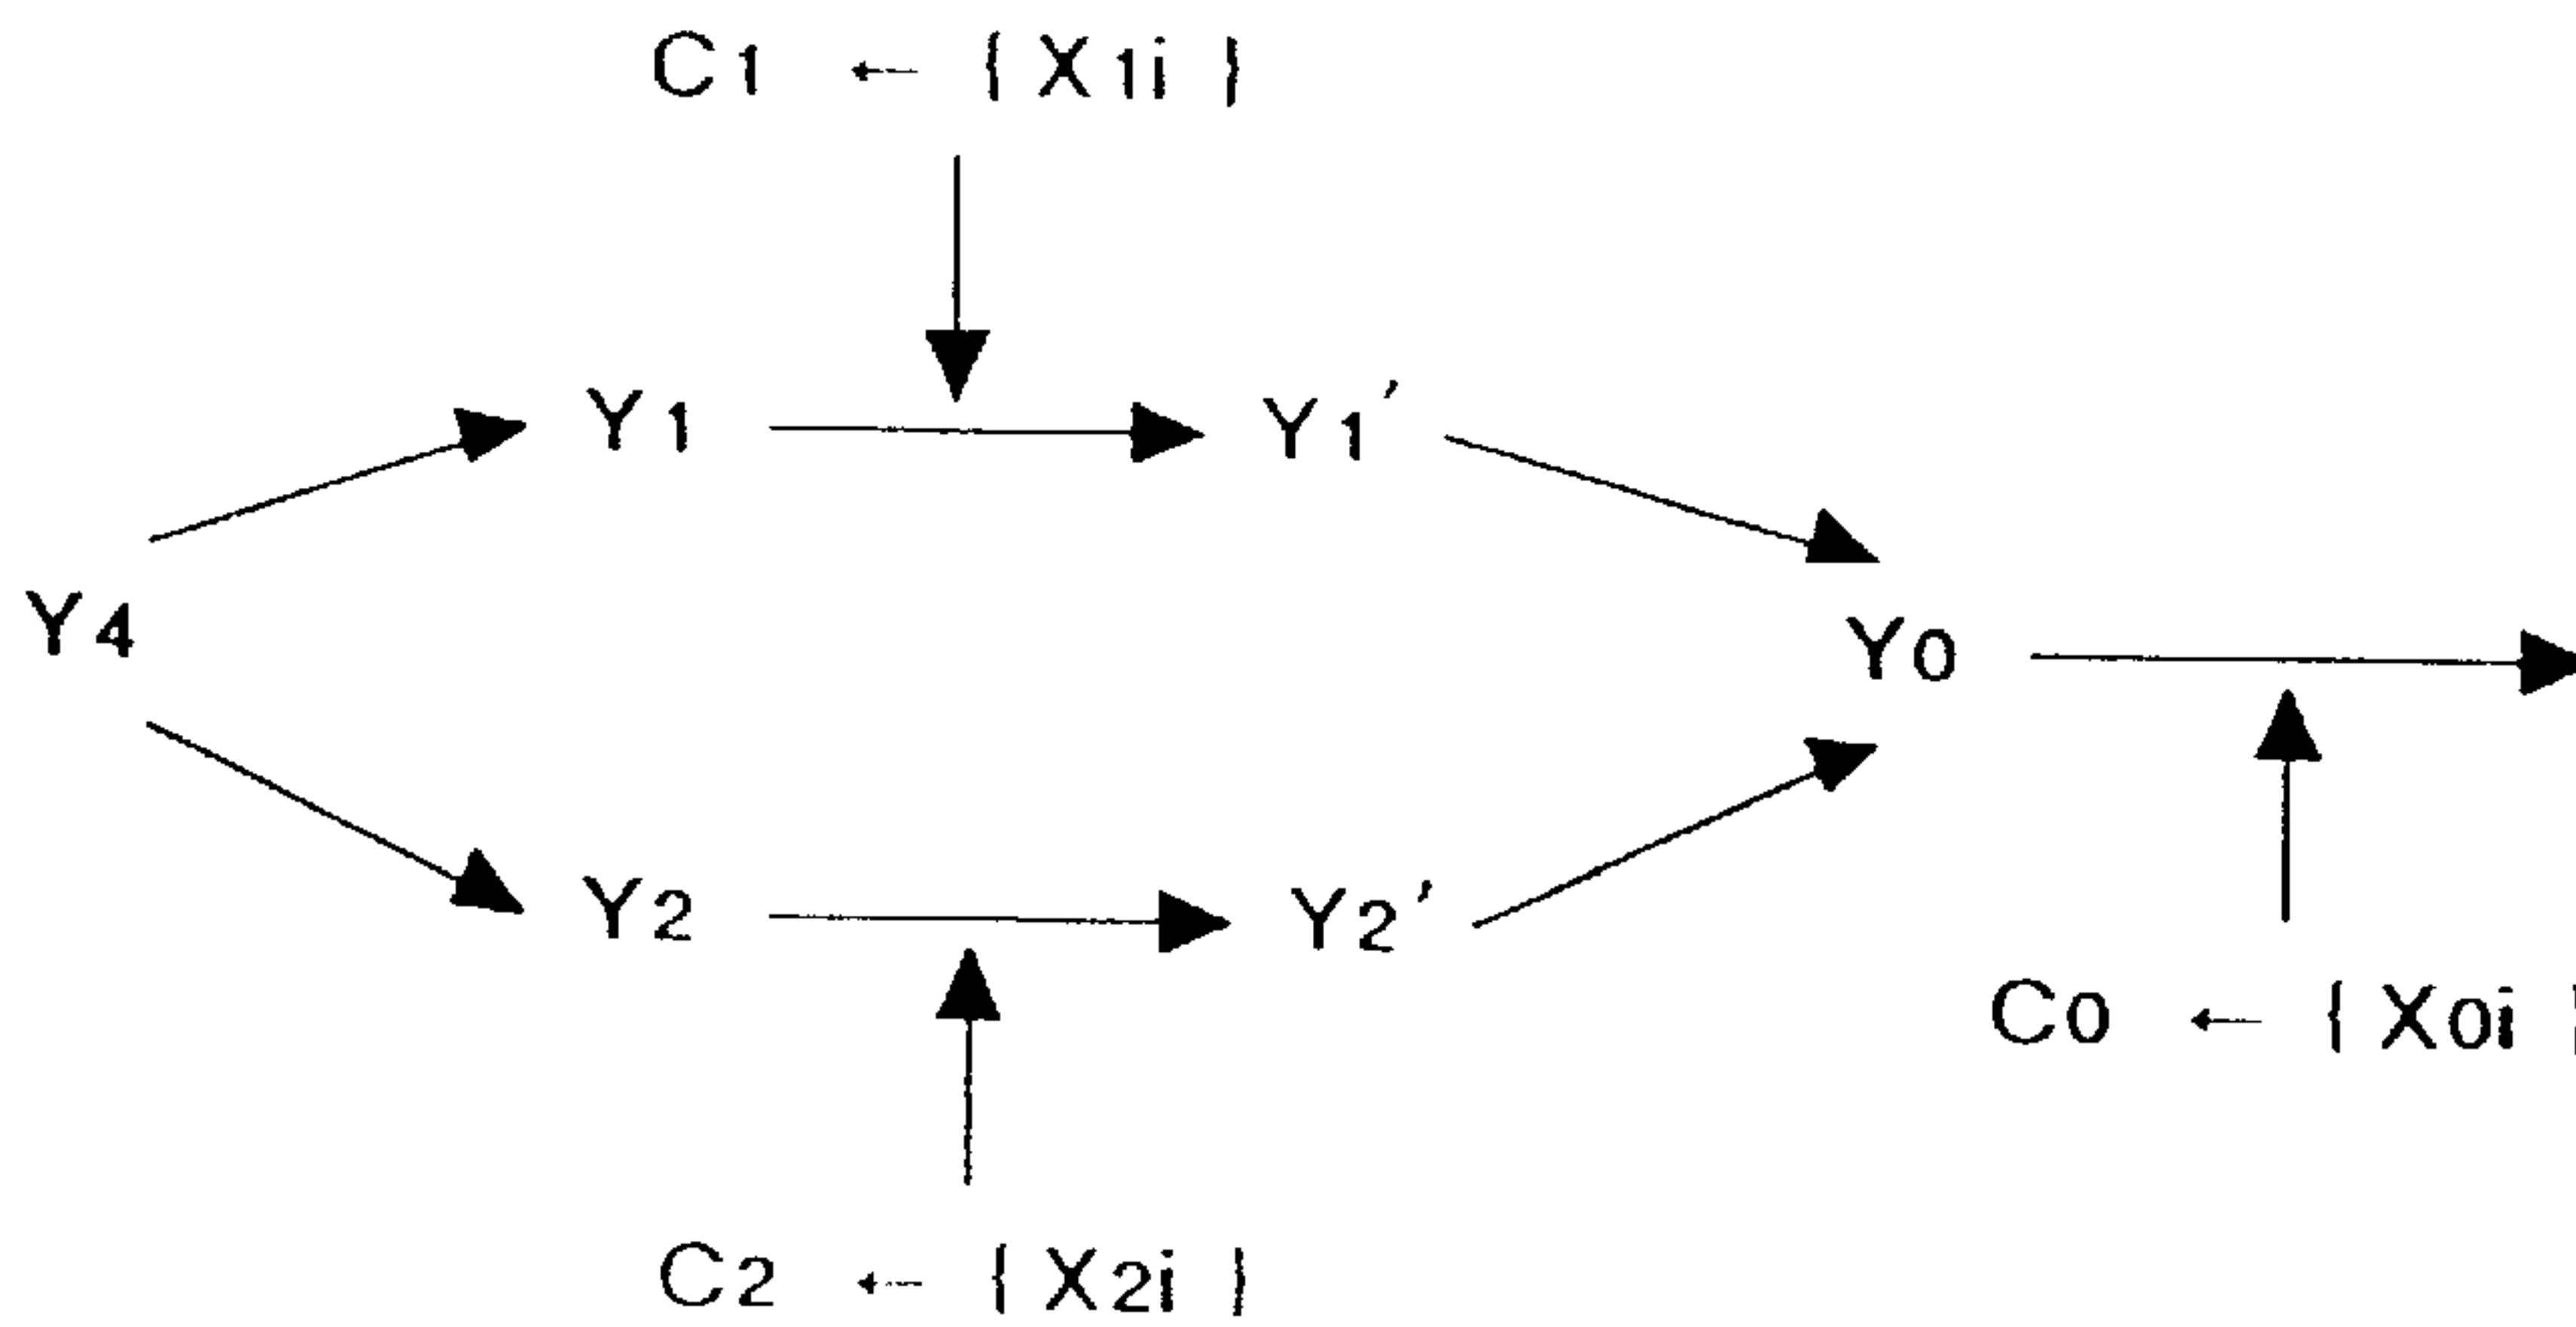 C1 ← { X1i }
Y1 Y1'
Y4
Y0
Y2 Y2'
C0 ← { X0i }
C2 ← { X2i }